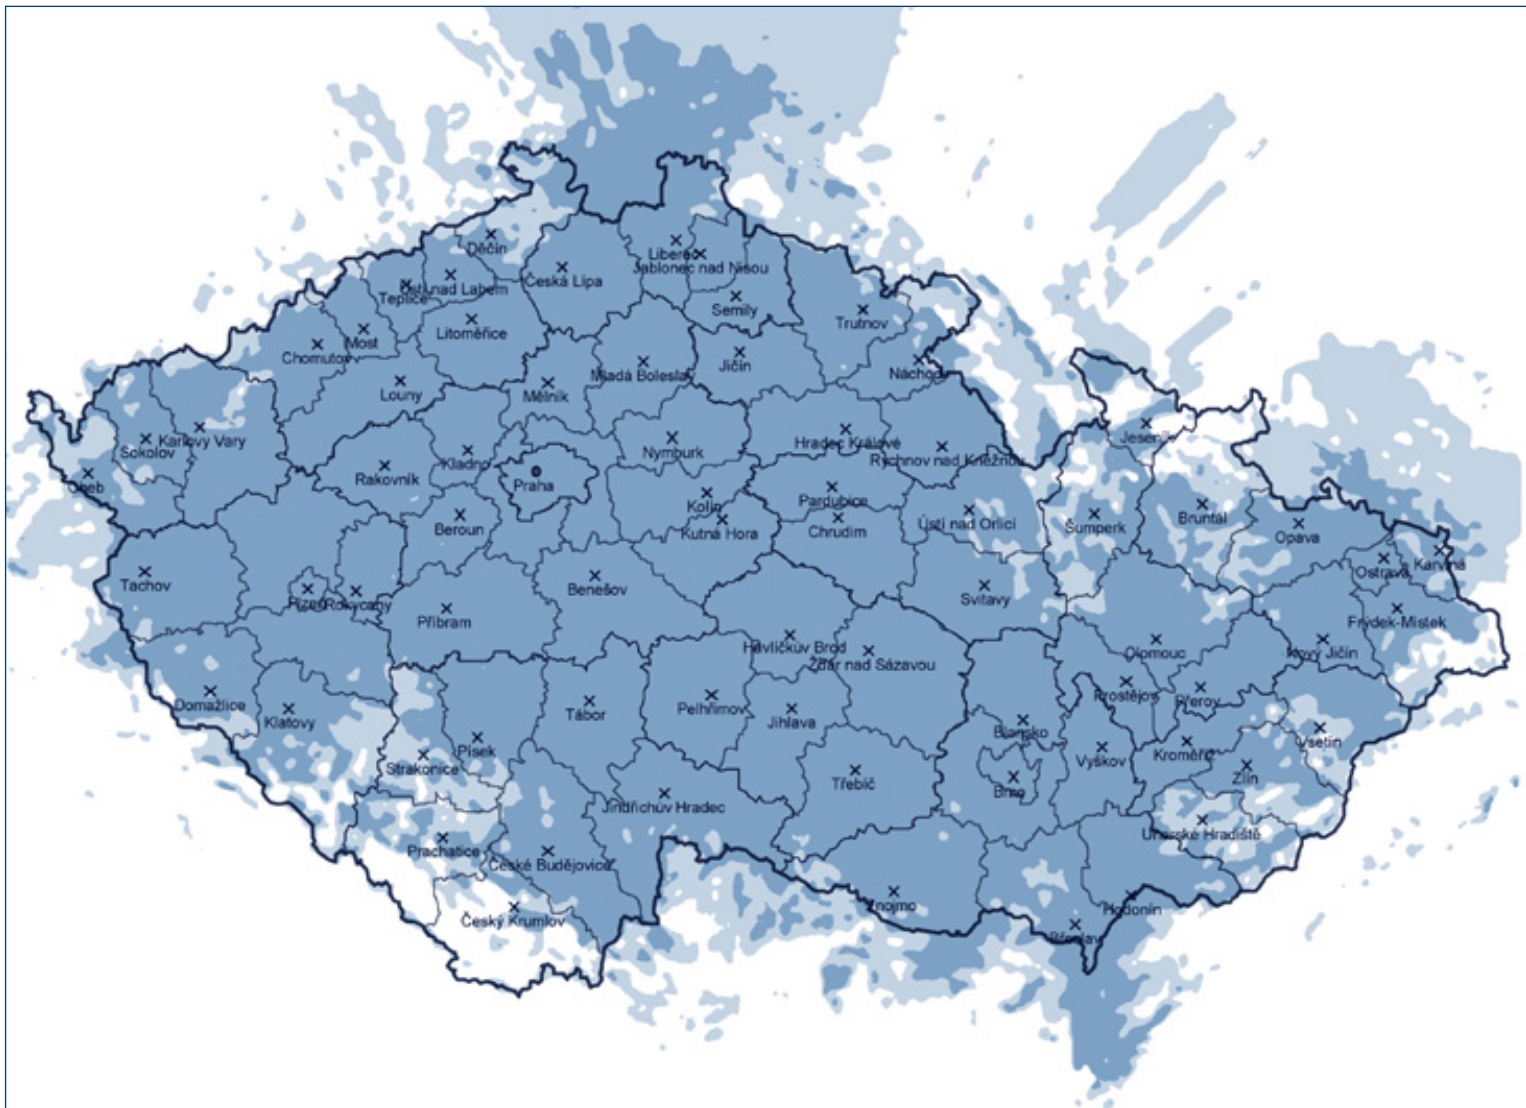 Děčín
Liberec
Jablonec nad Nisou
Česká Lípa
Ústí nad Labem
Teplice
Semily
Trutnov
Litoměřice
Most
Chomutov
Jičín
Mladá Boleslav
Náchod
Louny
Mělník
Karlovy Vary
Sokolov
Hradec Králové
Jeseník
Nymburk
Rychnov nad Kněžnou
Kladno
Rakovník
Praha
Cheb
Pardubice
Kolín
Bruntál
Šumperk
Ústí nad Orlicí
Beroun
Kutná Hora
Chrudim
Opava
Karviná
Ostrava
Tachov
Benešov
Svitavy
Plzeň
Rokycany
Příbram
Frýdek-Místek
Havlíčkův Brod
Žďár nad Sázavou
Olomouc
Nový Jičín
Prostějov
Přerov
Domažlice
Klatovy
Tábor
Pelhřimov
Jihlava
Blansko
Vsetín
Písek
Strakonice
Vyškov
Kroměříž
Zlín
Třebíč
Brno
Jindřichův Hradec
Uherské Hradiště
Prachatice
České Budějovice
Znojmo
Hodonín
Český Krumlov
Břeclav